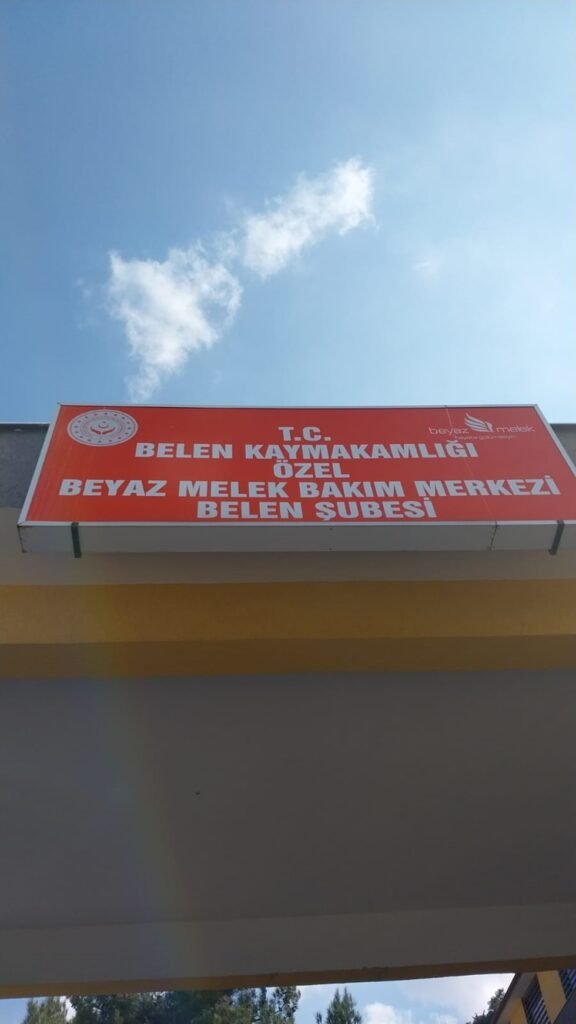 T.C.
BELEN KAYMAKAMLIĞI
ÖZEL
BEYAZ MELEK BAKIM MERKEZİ
BELEN ŞUBESİ
beyaz melek